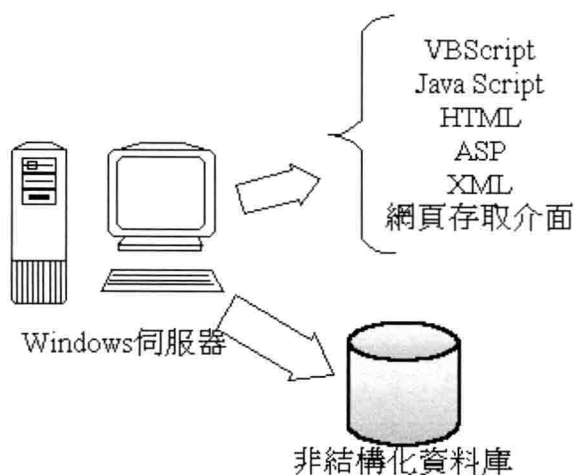 VBScript
Java Script
HTML
ASP
XML
網頁存取介面
Windows伺服器
非結構化資料庫